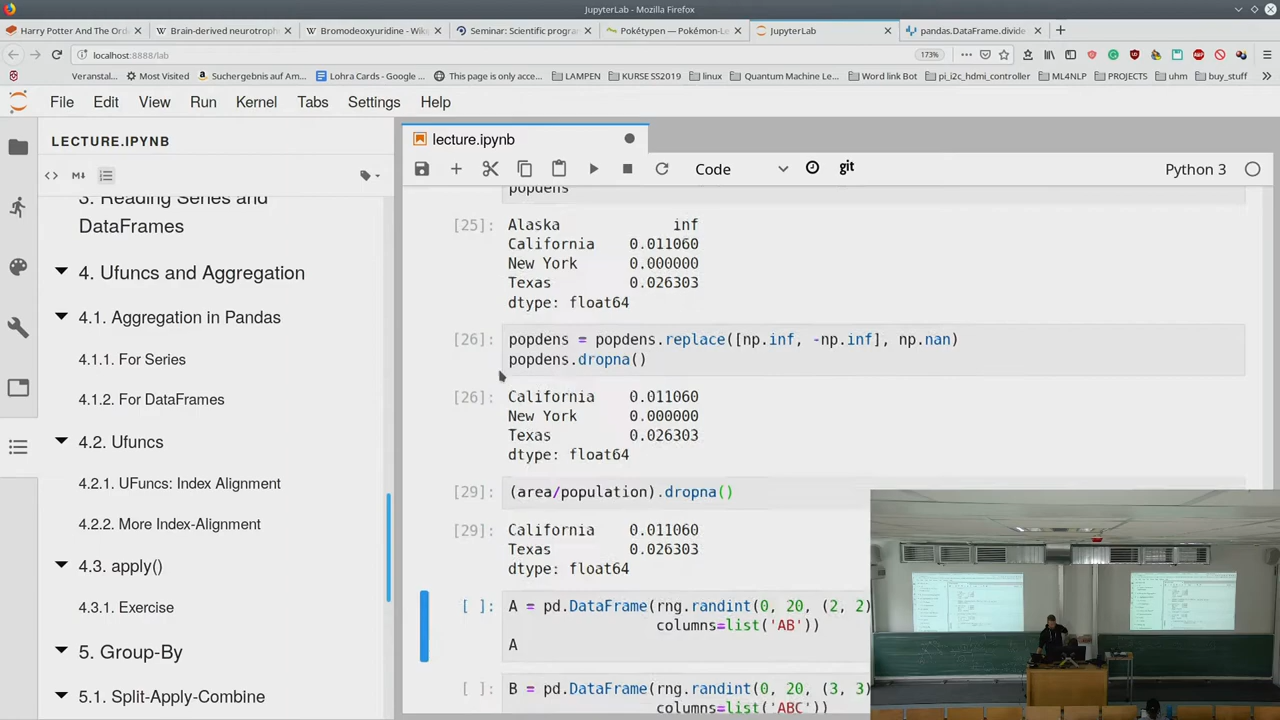 JupyterLab - Mozilla Firefox
Harry Potter And The Ord
Brain-derived neurotroph
Bromodeoxyuridine - Wiki
Seminar: Scientific program
Pokétypen — Pokémon-Le
JupyterLab
pandas.DataFrame.divide
localhost:8888/lab
173%
Veranstal...
Most Visited
Suchergebnis auf Am...
Lohra Cards - Google ...
This page is only acce...
LAMPEN
KURSE SS2019
linux
Quantum Machine Le...
Word link Bot
pi_i2c_hdmi_controller
ML4NLP
PROJECTS
uhm
buy_stuff
File Edit View Run Kernel Tabs Settings Help
LECTURE.IPYNB
3. Reading Series and
DataFrames
4. Ufuncs and Aggregation
4.1. Aggregation in Pandas
4.1.1. For Series
4.1.2. For DataFrames
4.2. Ufuncs
4.2.1. UFuncs: Index Alignment
4.2.2. More Index-Alignment
4.3. apply()
4.3.1. Exercise
5. Group-By
5.1. Split-Apply-Combine
lecture.ipynb
Code
git
Python 3
popdens
[25]: Alaska inf
California 0.011060
New York 0.000000
Texas 0.026303
dtype: float64
[26]: popdens = popdens.replace([np.inf, -np.inf], np.nan)
popdens.dropna()
[26]: California 0.011060
New York 0.000000
Texas 0.026303
dtype: float64
[29]: (area/population).dropna()
[29]: California 0.011060
Texas 0.026303
dtype: float64
[ ]: A = pd.DataFrame(rng.randint(0, 20, (2, 2)
columns=list('AB'))
A
[ ]: B = pd.DataFrame(rng.randint(0, 20, (3, 3)
columns=list('ABC'))